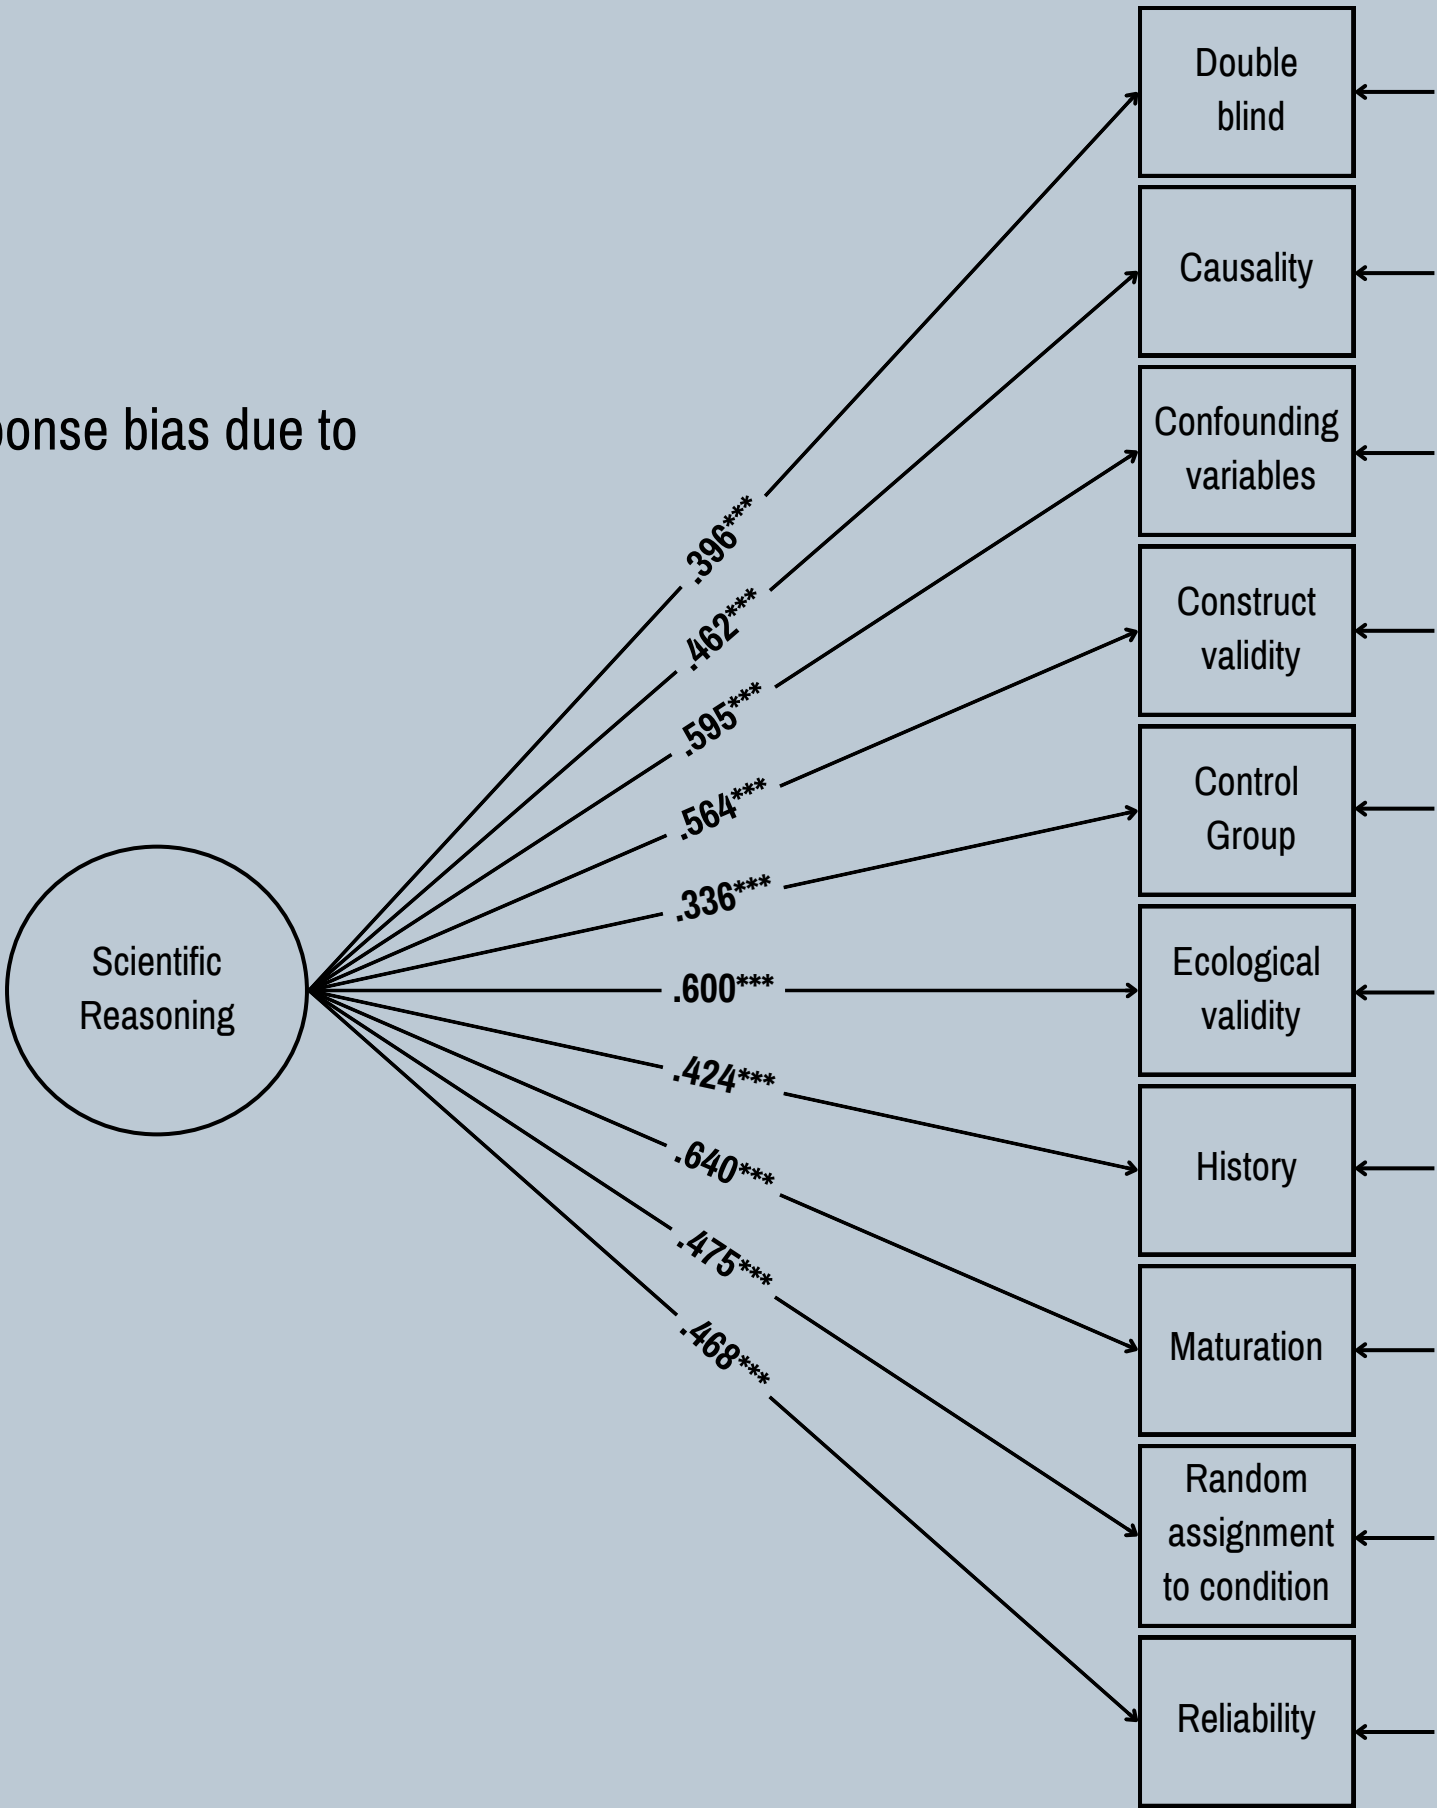 Double
blind
Causality
Confounding
variables
onse bias due to
.396***
.462***
.595***
Construct
validity
.564***
Control
Group
.336***
Scientific
Reasoning
.600***
Ecological
validity
.424***
History
.640***
Maturation
.475***
.468***
Random
assignment
to condition
Reliability